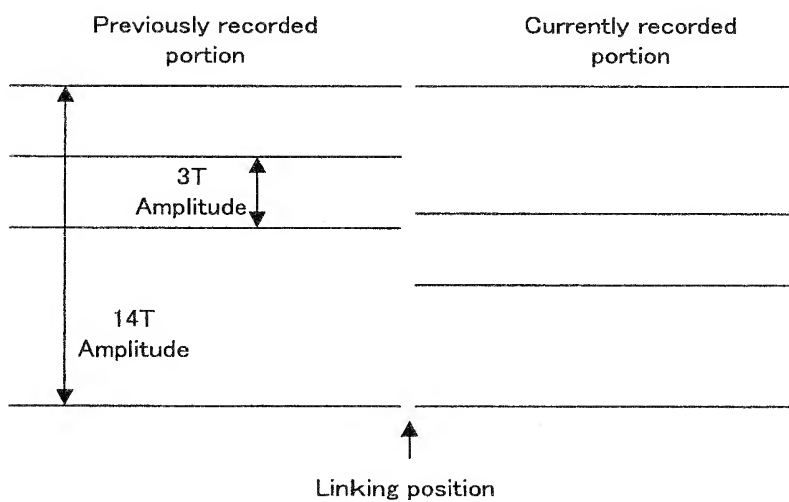 Previously recorded
portion
Currently recorded
portion
3T
Amplitude
14T
Amplitude
Linking position